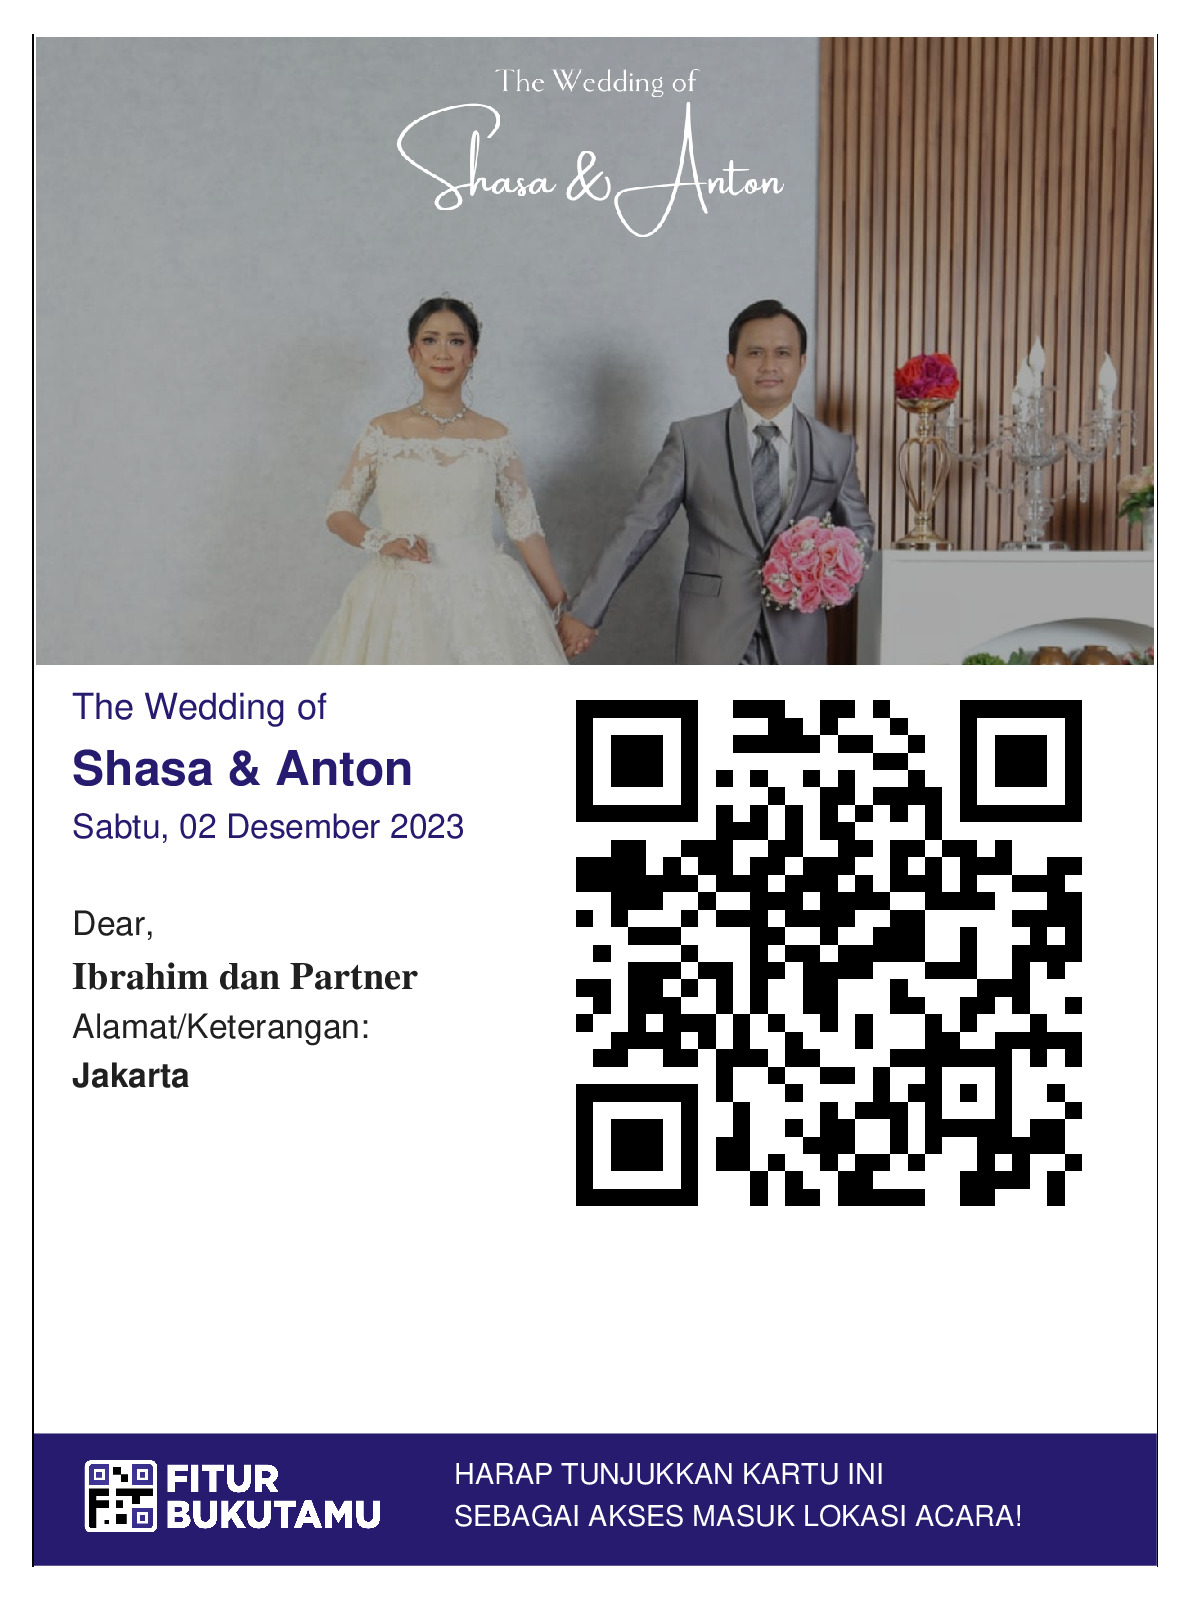 The Wedding of
Shasa & Anton
The Wedding of
Shasa & Anton
Sabtu, 02 Desember 2023
Dear,
Ibrahim dan Partner
Alamat/Keterangan:
Jakarta
FITUR
BUKUTAMU
HARAP TUNJUKKAN KARTU INI
SEBAGAI AKSES MASUK LOKASI ACARA!